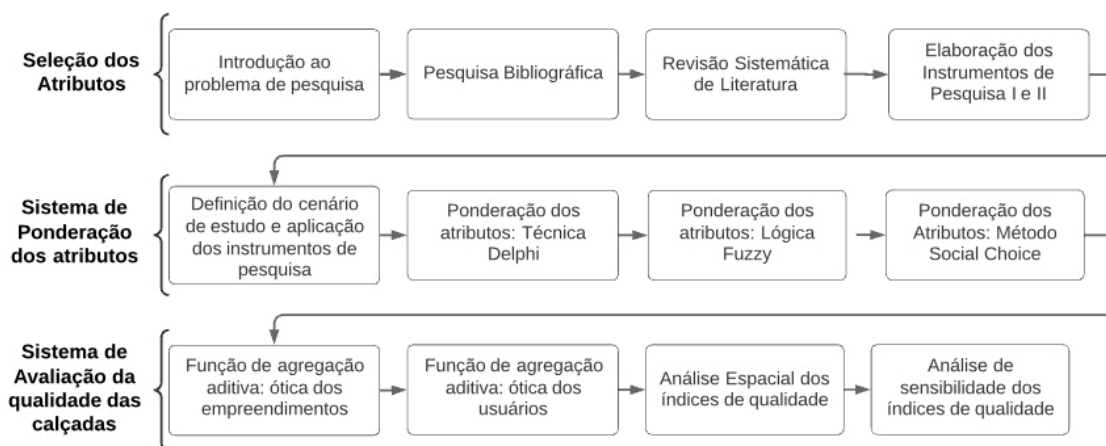 Seleção dos
Atributos
Introdução ao
problema de pesquisa
Pesquisa Bibliográfica
Revisão Sistemática
de Literatura
Elaboração dos
Instrumentos de
Pesquisa I e II
Sistema de
Ponderação
dos atributos
Definição do cenário
de estudo e aplicação
dos instrumentos de
pesquisa
Ponderação dos
atributos: Técnica
Delphi
Ponderação dos
atributos: Lógica
Fuzzy
Ponderação dos
Atributos: Método
Social Choice
Sistema de
Avaliação da
qualidade das
calçadas
Função de agregação
aditiva: ótica dos
empreendimentos
Função de agregação
aditiva: ótica dos
usuários
Análise Espacial dos
índices de qualidade
Análise de
sensibilidade dos
índices de qualidade